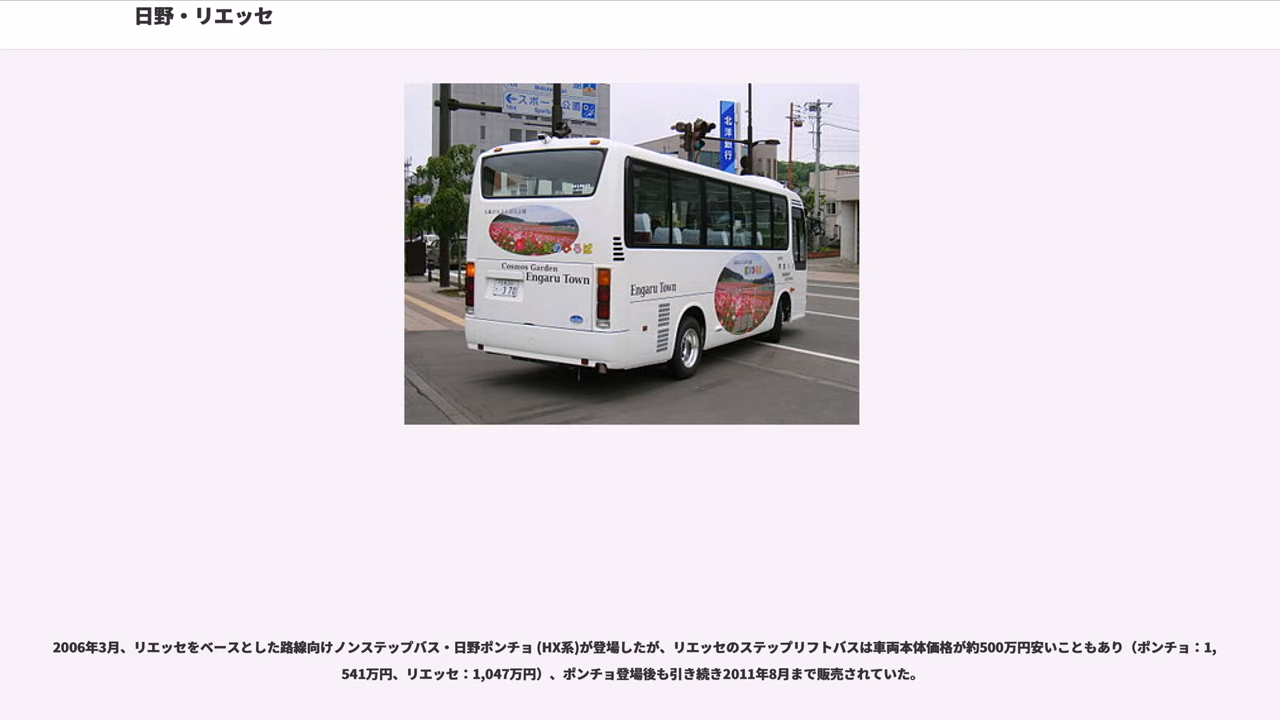 日野・リエッセ
スポーツ公園
北洋銀行
HINO
Cosmos Garden
Engaru Town
・370
Engaru Town
2006年3月、リエッセをベースとした路線向けノンステップバス・日野ポンチョ (HX系)が登場したが、リエッセのステップリフトバスは車両本体価格が約500万円安いこともあり（ポンチョ：1,
541万円、リエッセ：1,047万円）、ポンチョ登場後も引き続き2011年8月まで販売されていた。